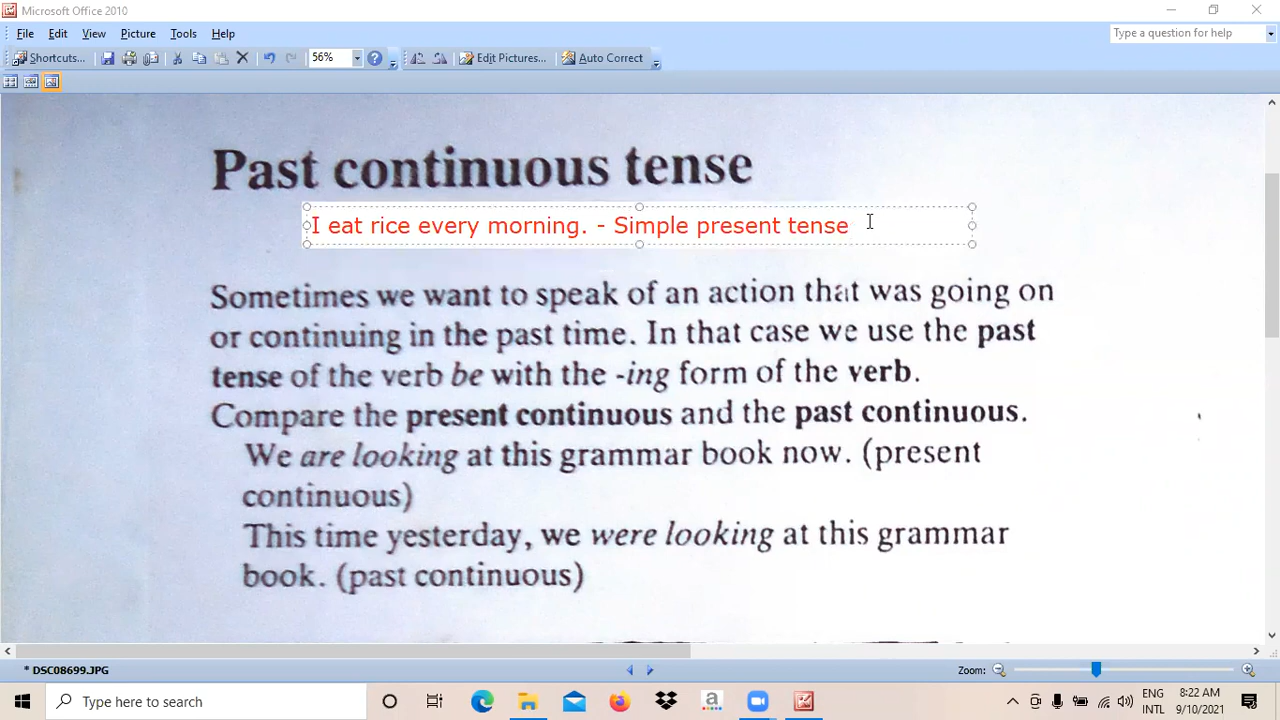 Microsoft Office 2010
File Edit View Picture Tools Help
Type a question for help
Shortcuts... 56% Edit Pictures... Auto Correct
Past continuous tense
I eat rice every morning. - Simple present tense
Sometimes we want to speak of an action that was going on
or continuing in the past time. In that case we use the past
tense of the verb be with the -ing form of the verb.
Compare the present continuous and the past continuous.
We are looking at this grammar book now. (present
continuous)
This time yesterday, we were looking at this grammar
book. (past continuous)
* DSC08699.JPG
Zoom:
Type here to search
ENG
INTL
8:22 AM
9/10/2021